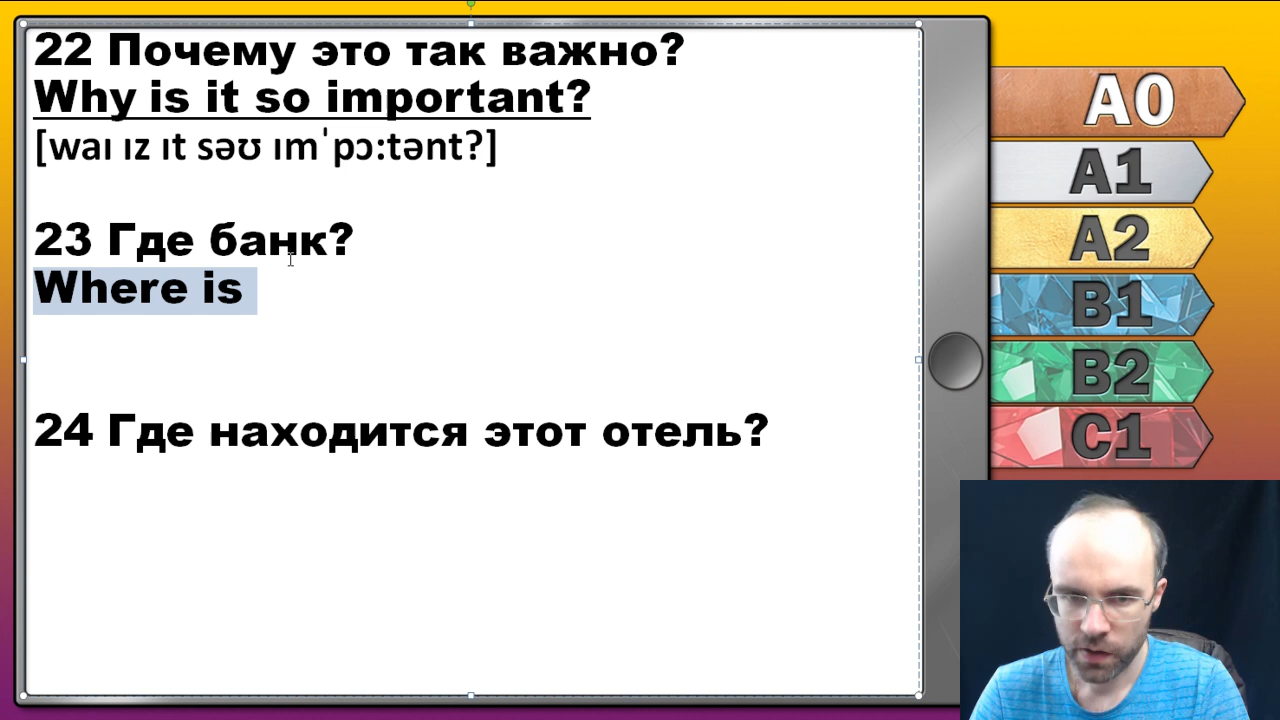 22 Почему это так важно?
Why is it so important?
[waɪ ɪz ɪt səʊ ɪmˈpɔ:tənt?]
23 Где банк?
Where is
24 Где находится этот отель?
A0
A1
A2
B1
B2
C1